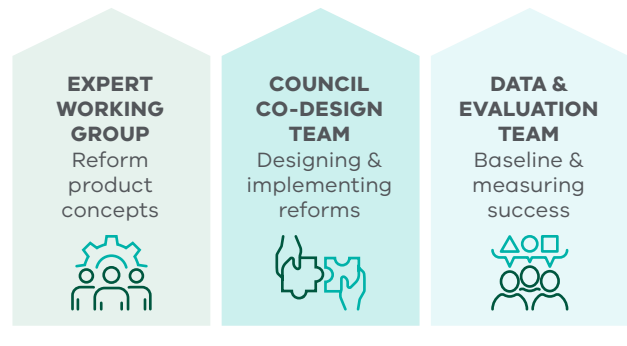 EXPERT
WORKING
GROUP
Reform
product
concepts
COUNCIL
CO-DESIGN
TEAM
Designing &
implementing
reforms
DATA &
EVALUATION
TEAM
Baseline &
measuring
success